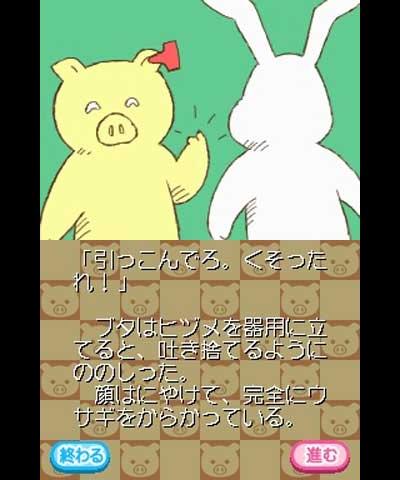 「引っこんでろ。くそった
れ！」
　ブタはヒヅメを器用に立
てると、吐き捨てるように
ののしった。
　顔はにやけて、完全にウ
サギをからかっている。
終わる
進む